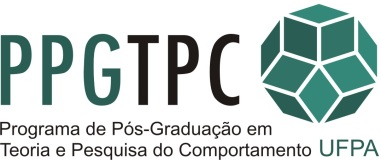 PPGTPC
Programa de Pós-Graduação em
Teoria e Pesquisa do Comportamento UFPA